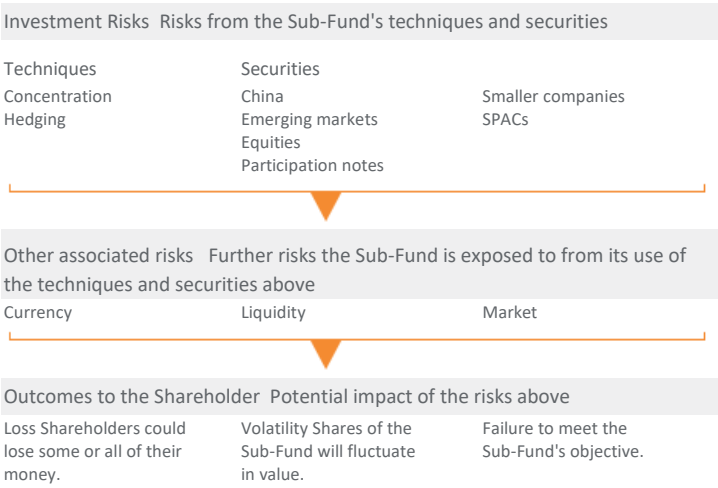 Investment Risks Risks from the Sub-Fund's techniques and securities
Techniques
Concentration
Hedging
Securities
China
Emerging markets
Equities
Participation notes
Smaller companies
SPACs
Other associated risks Further risks the Sub-Fund is exposed to from its use of
the techniques and securities above
Currency
Liquidity
Market
Outcomes to the Shareholder Potential impact of the risks above
Loss Shareholders could
lose some or all of their
money.
Volatility Shares of the
Sub-Fund will fluctuate
in value.
Failure to meet the
Sub-Fund's objective.